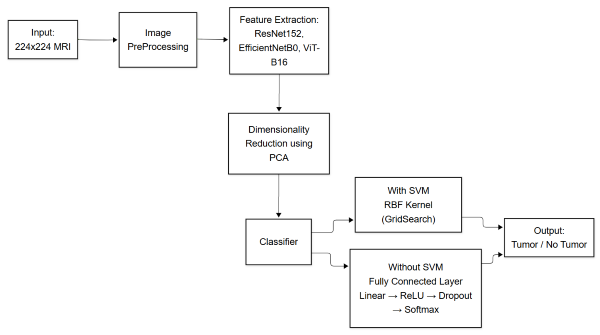 Input:
224x224 MRI
Image
PreProcessing
Feature Extraction:
ResNet152,
EfficientNetB0, ViT-
B16
Dimensionality
Reduction using
PCA
Classifier
With SVM
RBF Kernel
(GridSearch)
Without SVM
Fully Connected Layer
Linear → ReLU → Dropout
→ Softmax
Output:
Tumor / No Tumor